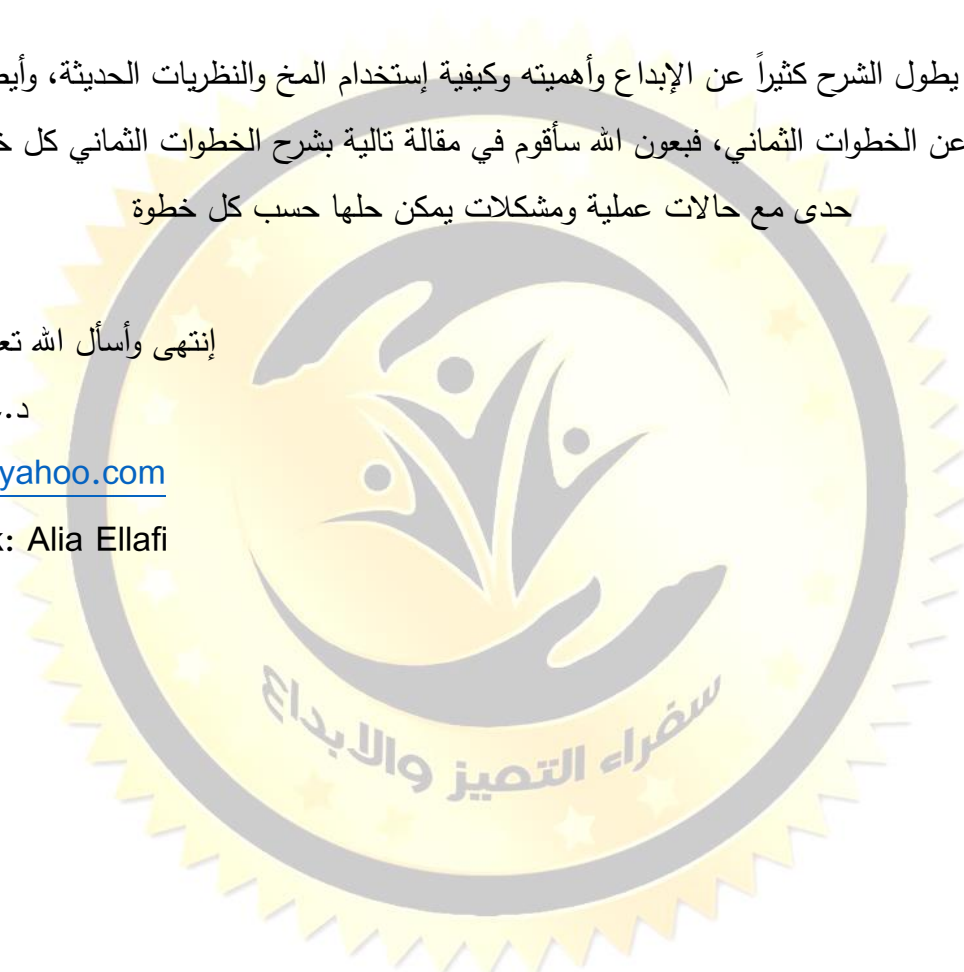 يطول الشرح كثيراً عن الإبداع وأهميته وكيفية إستخدام المخ والنظريات الحديثة،
عن الخطوات الثماني، فبعون الله سأقوم في مقالة تالية بشرح الخطوات الثماني كل
حدى مع حالات عملية ومشكلات يمكن حلها حسب كل خطوة
إنتهى وأسأل الله
د.
yahoo.com
: Alia Ellafi
سفراء التميز والابداع